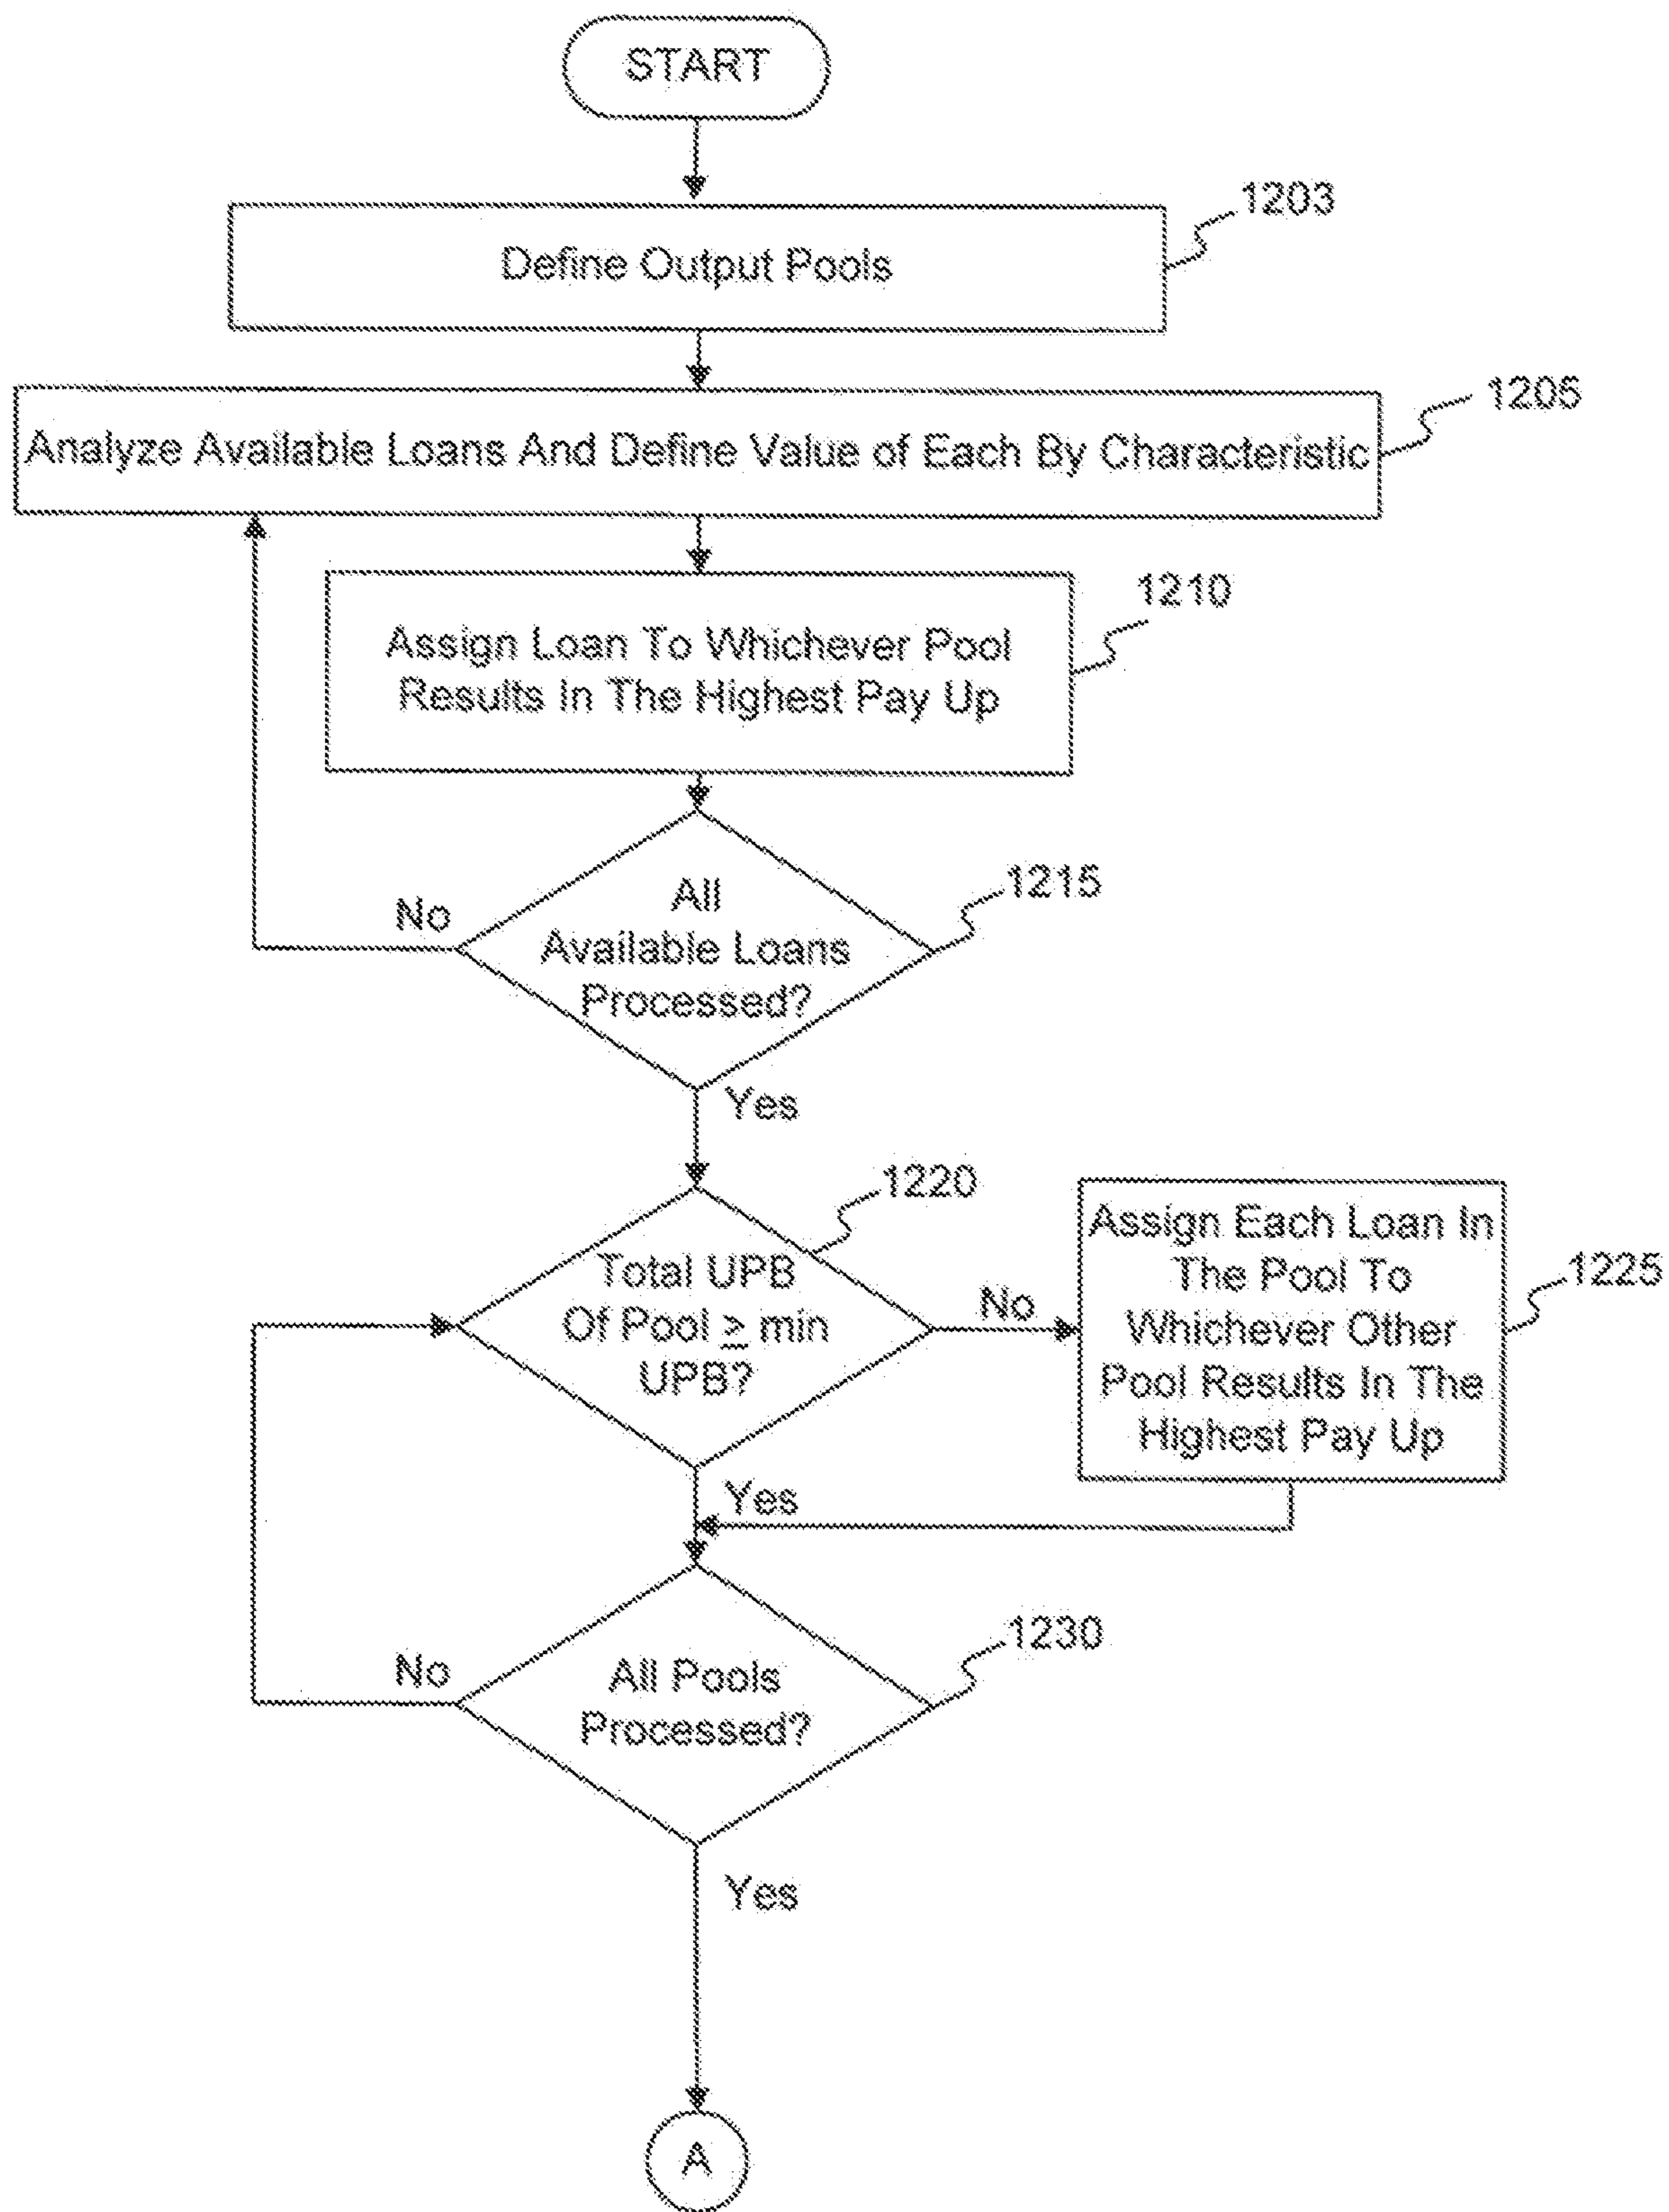 START
1203
Define Output Pools
1205
Analyze Available Loans And Define Value of Each By Characteristic
1210
Assign Loan To Whichever Pool
Results In The Highest Pay Up
1215
All
Available Loans
Processed?
No
Yes
1220
Total UPB
Of Pool ≥ min
UPB?
No
Assign Each Loan In
The Pool To
Whichever Other
Pool Results In The
Highest Pay Up
1225
Yes
1230
All Pools
Processed?
No
Yes
A